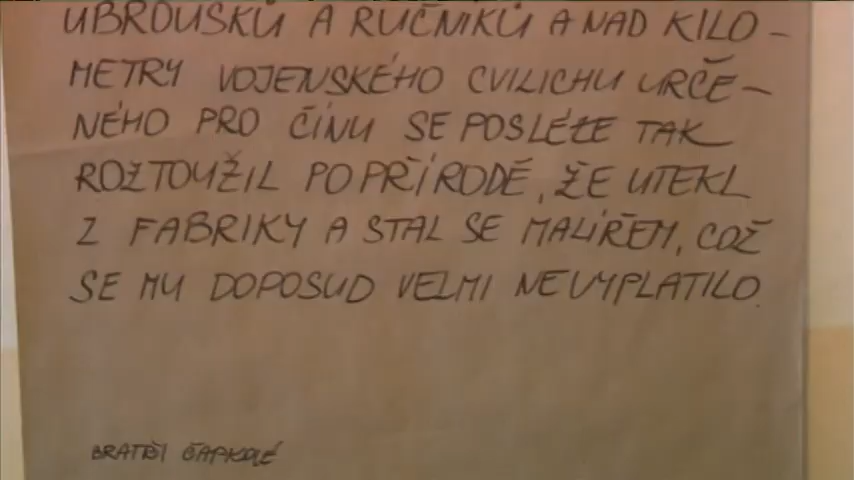 UBROUSKŮ A RUČNÍKŮ A NAD KILO-
METRY VOJENSKÉHO CVILICHU URČE-
NÉHO PRO ČÍNU SE POSLÉZE TAK
ROZTOUŽIL PO PŘÍRODĚ, ŽE UTEKL
Z FABRIKY A STAL SE MALÍŘEM, COŽ
SE MU DOPOSUD VELMI NEVYPLATILO.
BRATŘI ČAPKOVÉ